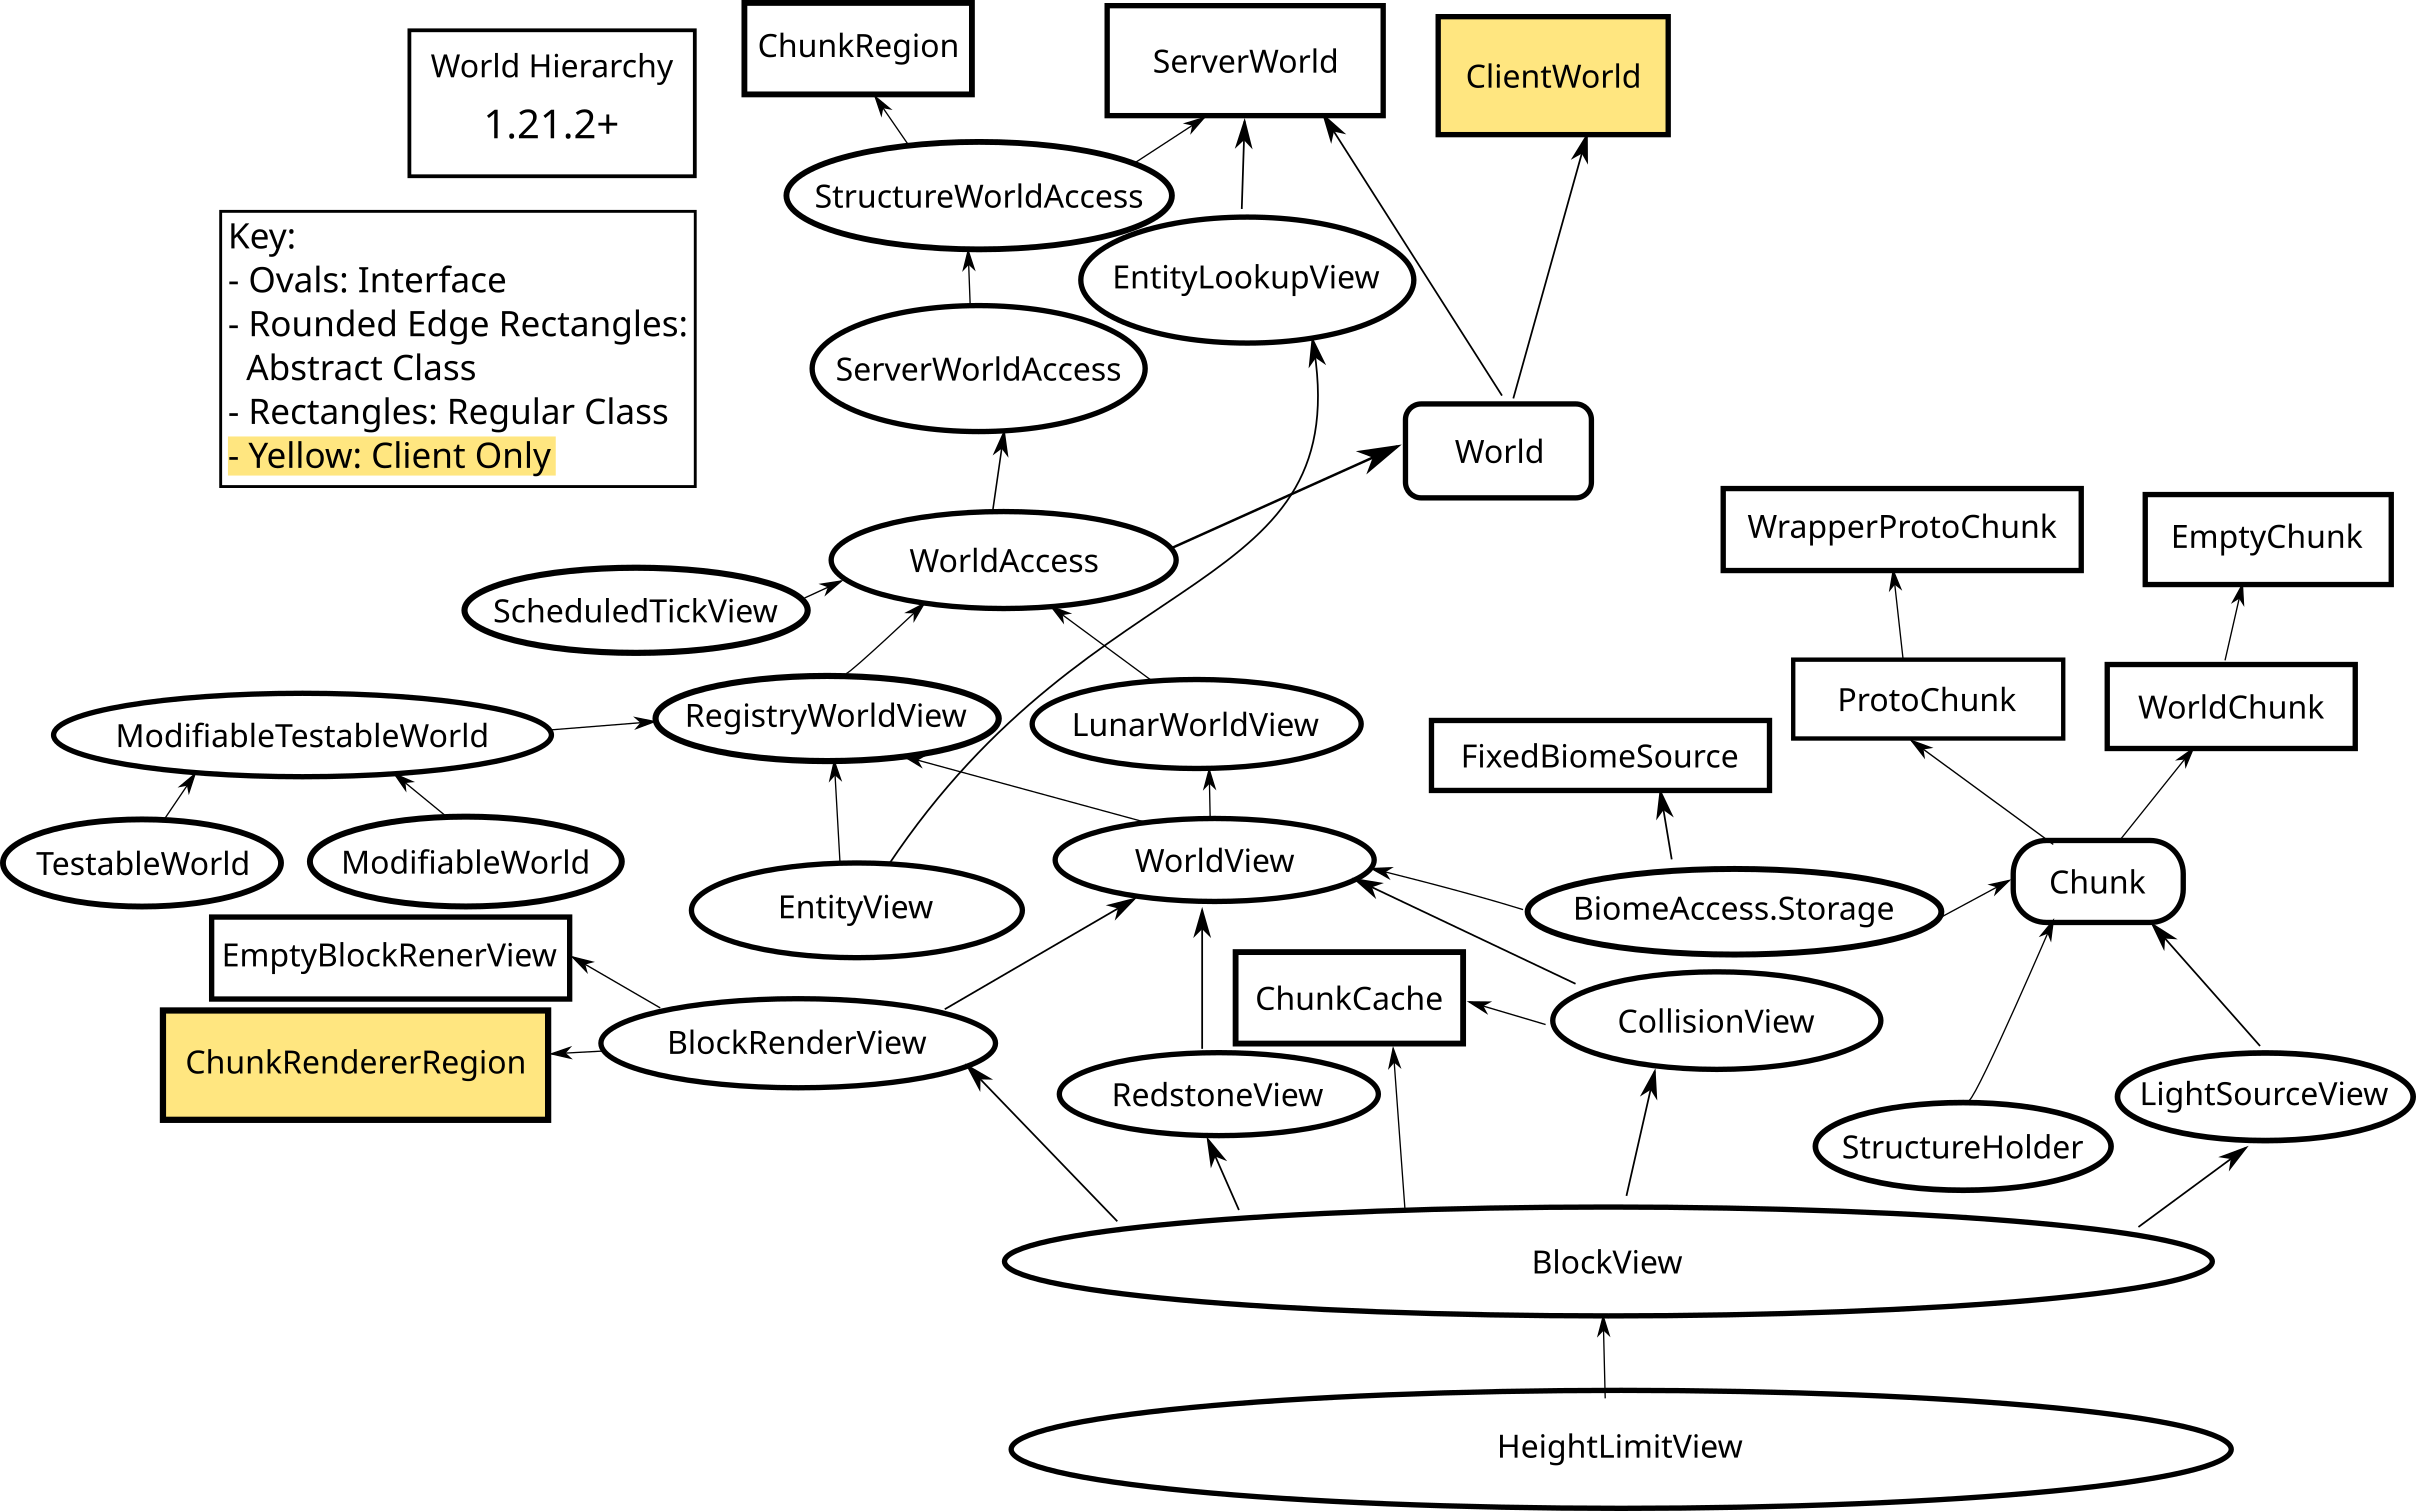 ChunkRegion
ServerWorld
ClientWorld
World Hierarchy
1.21.2+
StructureWorldAccess
Key:
- Ovals: Interface
- Rounded Edge Rectangles:
Abstract Class
- Rectangles: Regular Class
- Yellow: Client Only
EntityLookupView
ServerWorldAccess
World
WrapperProtoChunk
EmptyChunk
WorldAccess
ScheduledTickView
ModifiableTestableWorld
RegistryWorldView
LunarWorldView
FixedBiomeSource
ProtoChunk
WorldChunk
TestableWorld
ModifiableWorld
EntityView
WorldView
BiomeAccess.Storage
Chunk
EmptyBlockRenerView
ChunkCache
CollisionView
ChunkRendererRegion
BlockRenderView
RedstoneView
StructureHolder
LightSourceView
BlockView
HeightLimitView